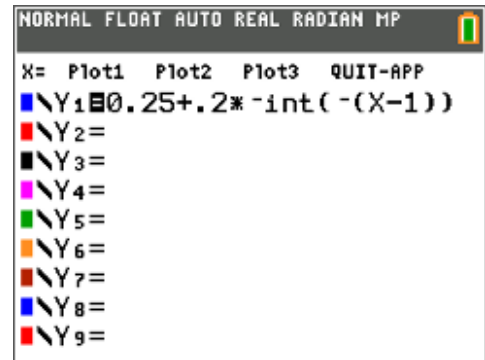 NORMAL FLOAT AUTO REAL RADIAN MP
X= Plot1 Plot2 Plot3 QUIT-APP
\Y₁=0.25+.2*⁻int(⁻(X-1))
\Y₂=
\Y₃=
\Y₄=
\Y₅=
\Y₆=
\Y₇=
\Y₈=
\Y₉=